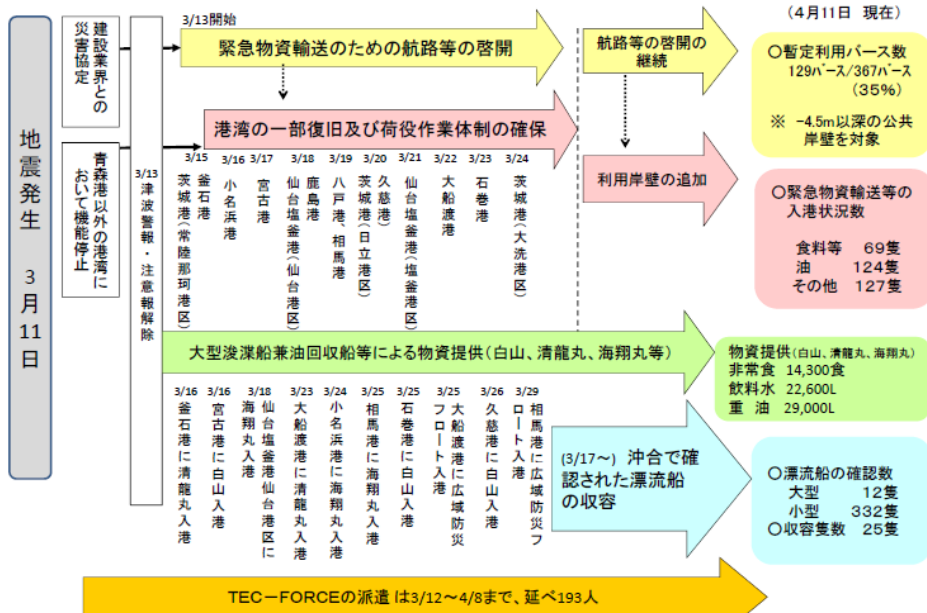 (４月11日 現在)
地震発生 3月11日
建設業界との
災害協定
青森港以外の港湾に
おいて機能停止
3/13
津波警報・注意報解除
3/13開始
緊急物資輸送のための航路等の啓開
航路等の啓開の
継続
○暫定利用バース数
129バース/367バース
(35%)
※ -4.5m以深の公共
岸壁を対象
港湾の一部復旧及び荷役作業体制の確保
利用岸壁の追加
3/15
茨城港(常陸那珂港区)
釜石港
3/16
小名浜港
3/17
宮古港
3/18
仙台塩釜港(仙台港区)
鹿島港
3/19
八戸港、相馬港
3/20
茨城港(日立港区)
久慈港)
3/21
仙台塩釜港(塩釜港区)
3/22
大船渡港
3/23
石巻港
3/24
茨城港(大洗港区)
○緊急物資輸送等の
入港状況数
食料等 69隻
油 124隻
その他 127隻
大型浚渫船兼油回収船等による物資提供(白山、清龍丸、海翔丸等)
物資提供(白山、清龍丸、海翔丸)
非常食 14,300食
飲料水 22,600L
重 油 29,000L
3/16
釜石港に清龍丸入港
3/16
宮古港に白山入港
3/18
仙台塩釜港仙台港区に
海翔丸入港
3/23
大船渡港に清龍丸入港
3/24
小名浜港に海翔丸入港
3/25
相馬港に海翔丸入港
3/25
石巻港に白山入港
3/25
大船渡港に広域防災
フロート入港
3/26
久慈港に白山入港
3/29
相馬港に広域防災フ
ロート入港
(3/17～) 沖合で確
認された漂流船
の収容
○漂流船の確認数
大型 12隻
小型 332隻
○収容隻数 25隻
TEC－FORCEの派遣 は3/12～4/8まで、延べ193人